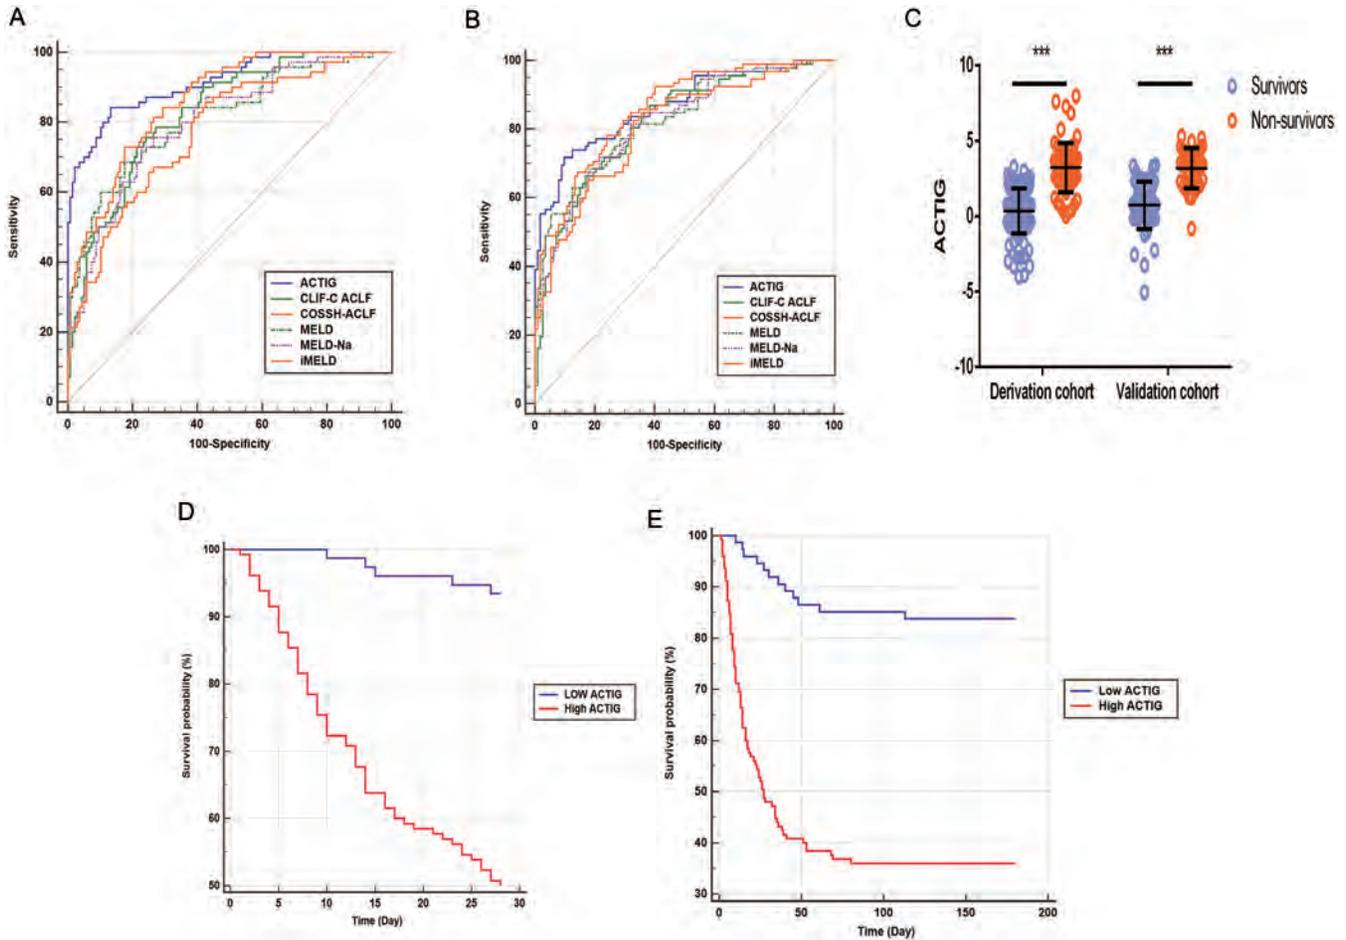 A
100
80
60
40
20
0
Sensitivity
0 20 40 60 80 100
100-Specificity
ACTIG
CLIF-C ACLF
COSSH-ACLF
MELD
MELD-Na
iMELD
B
100
80
60
40
20
0
Sensitivity
0 20 40 60 80 100
100-Specificity
ACTIG
CLIF-C ACLF
COSSH-ACLF
MELD
MELD-Na
iMELD
C
*** ***
10
5
0
-5
-10
ACTIG
Derivation cohort Validation cohort
Survivors
Non-survivors
D
100
90
80
70
60
50
Survival probability (%)
0 5 10 15 20 25 30
Time (Day)
LOW ACTIG
High ACTIG
E
100
90
80
70
60
50
40
30
Survival probability (%)
0 50 100 150 200
Time (Day)
Low ACTIG
High ACTIG